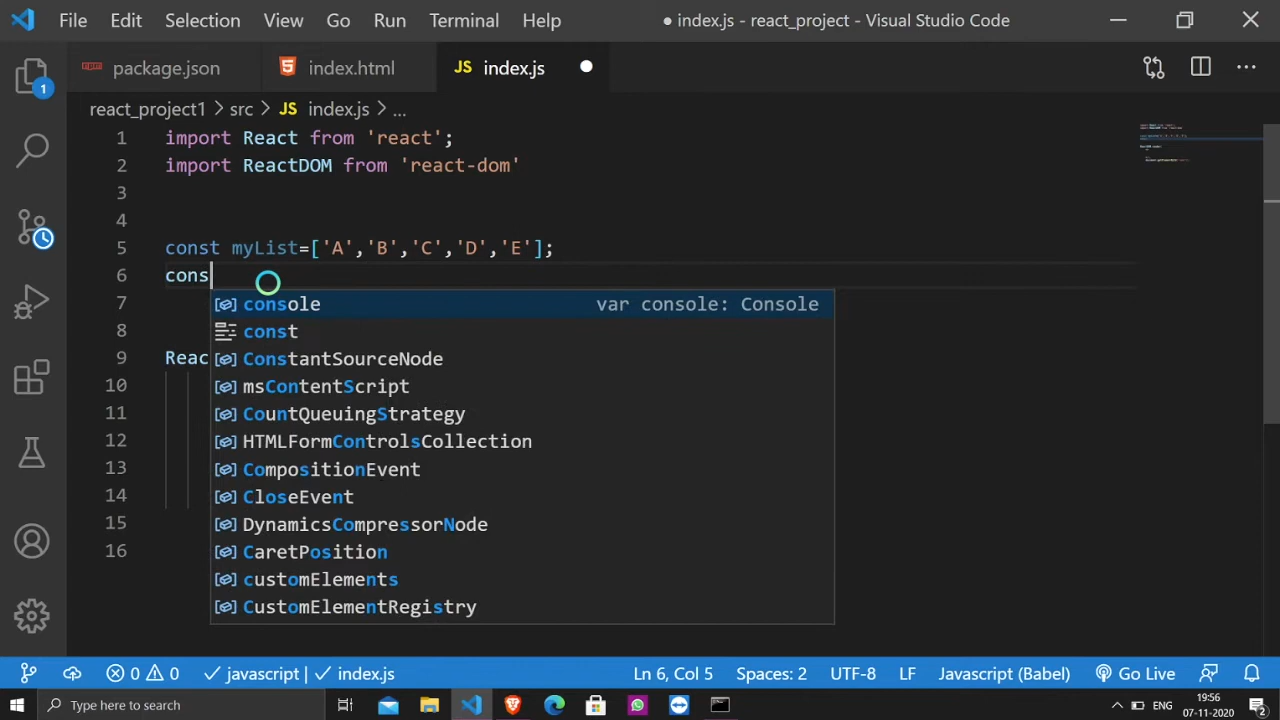 File Edit Selection View Go Run Terminal Help ● index.js - react_project - Visual Studio Code
package.json index.html JS index.js
react_project1 > src > JS index.js > ...
1 import React from 'react';
2 import ReactDOM from 'react-dom'
3
4
5 const myList=['A','B','C','D','E'];
6 cons
console var console: Console
7
const
8
ConstantSourceNode
9 Reac
msContentScript
10
CountQueuingStrategy
11
HTMLFormControlsCollection
12
CompositionEvent
13
CloseEvent
14
DynamicsCompressorNode
15
CaretPosition
16
customElements
CustomElementRegistry
1
0 0 javascript | index.js Ln 6, Col 5 Spaces: 2 UTF-8 LF Javascript (Babel) Go Live
Type here to search ENG 19:56
07-11-2020 2